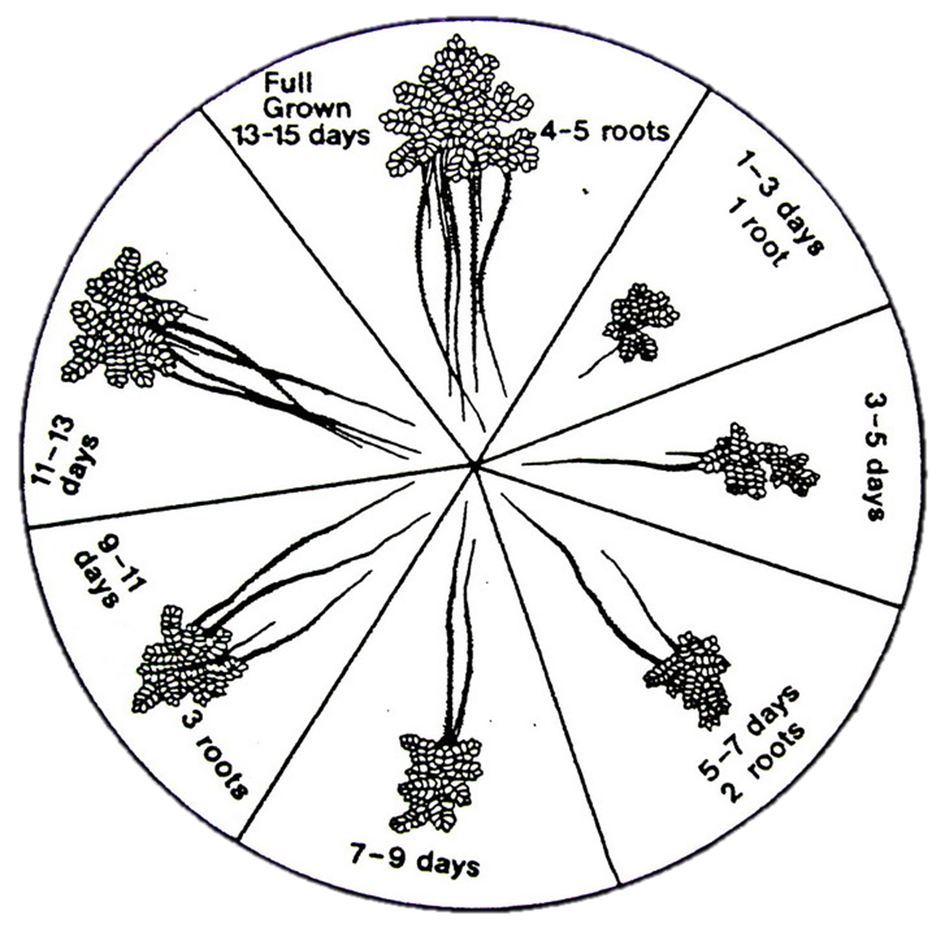 Full
Grown
13-15 days
4-5 roots
1-3 days
1 root
3-5 days
5-7 days
2 roots
7-9 days
9-11
days
3 roots
11-13
days